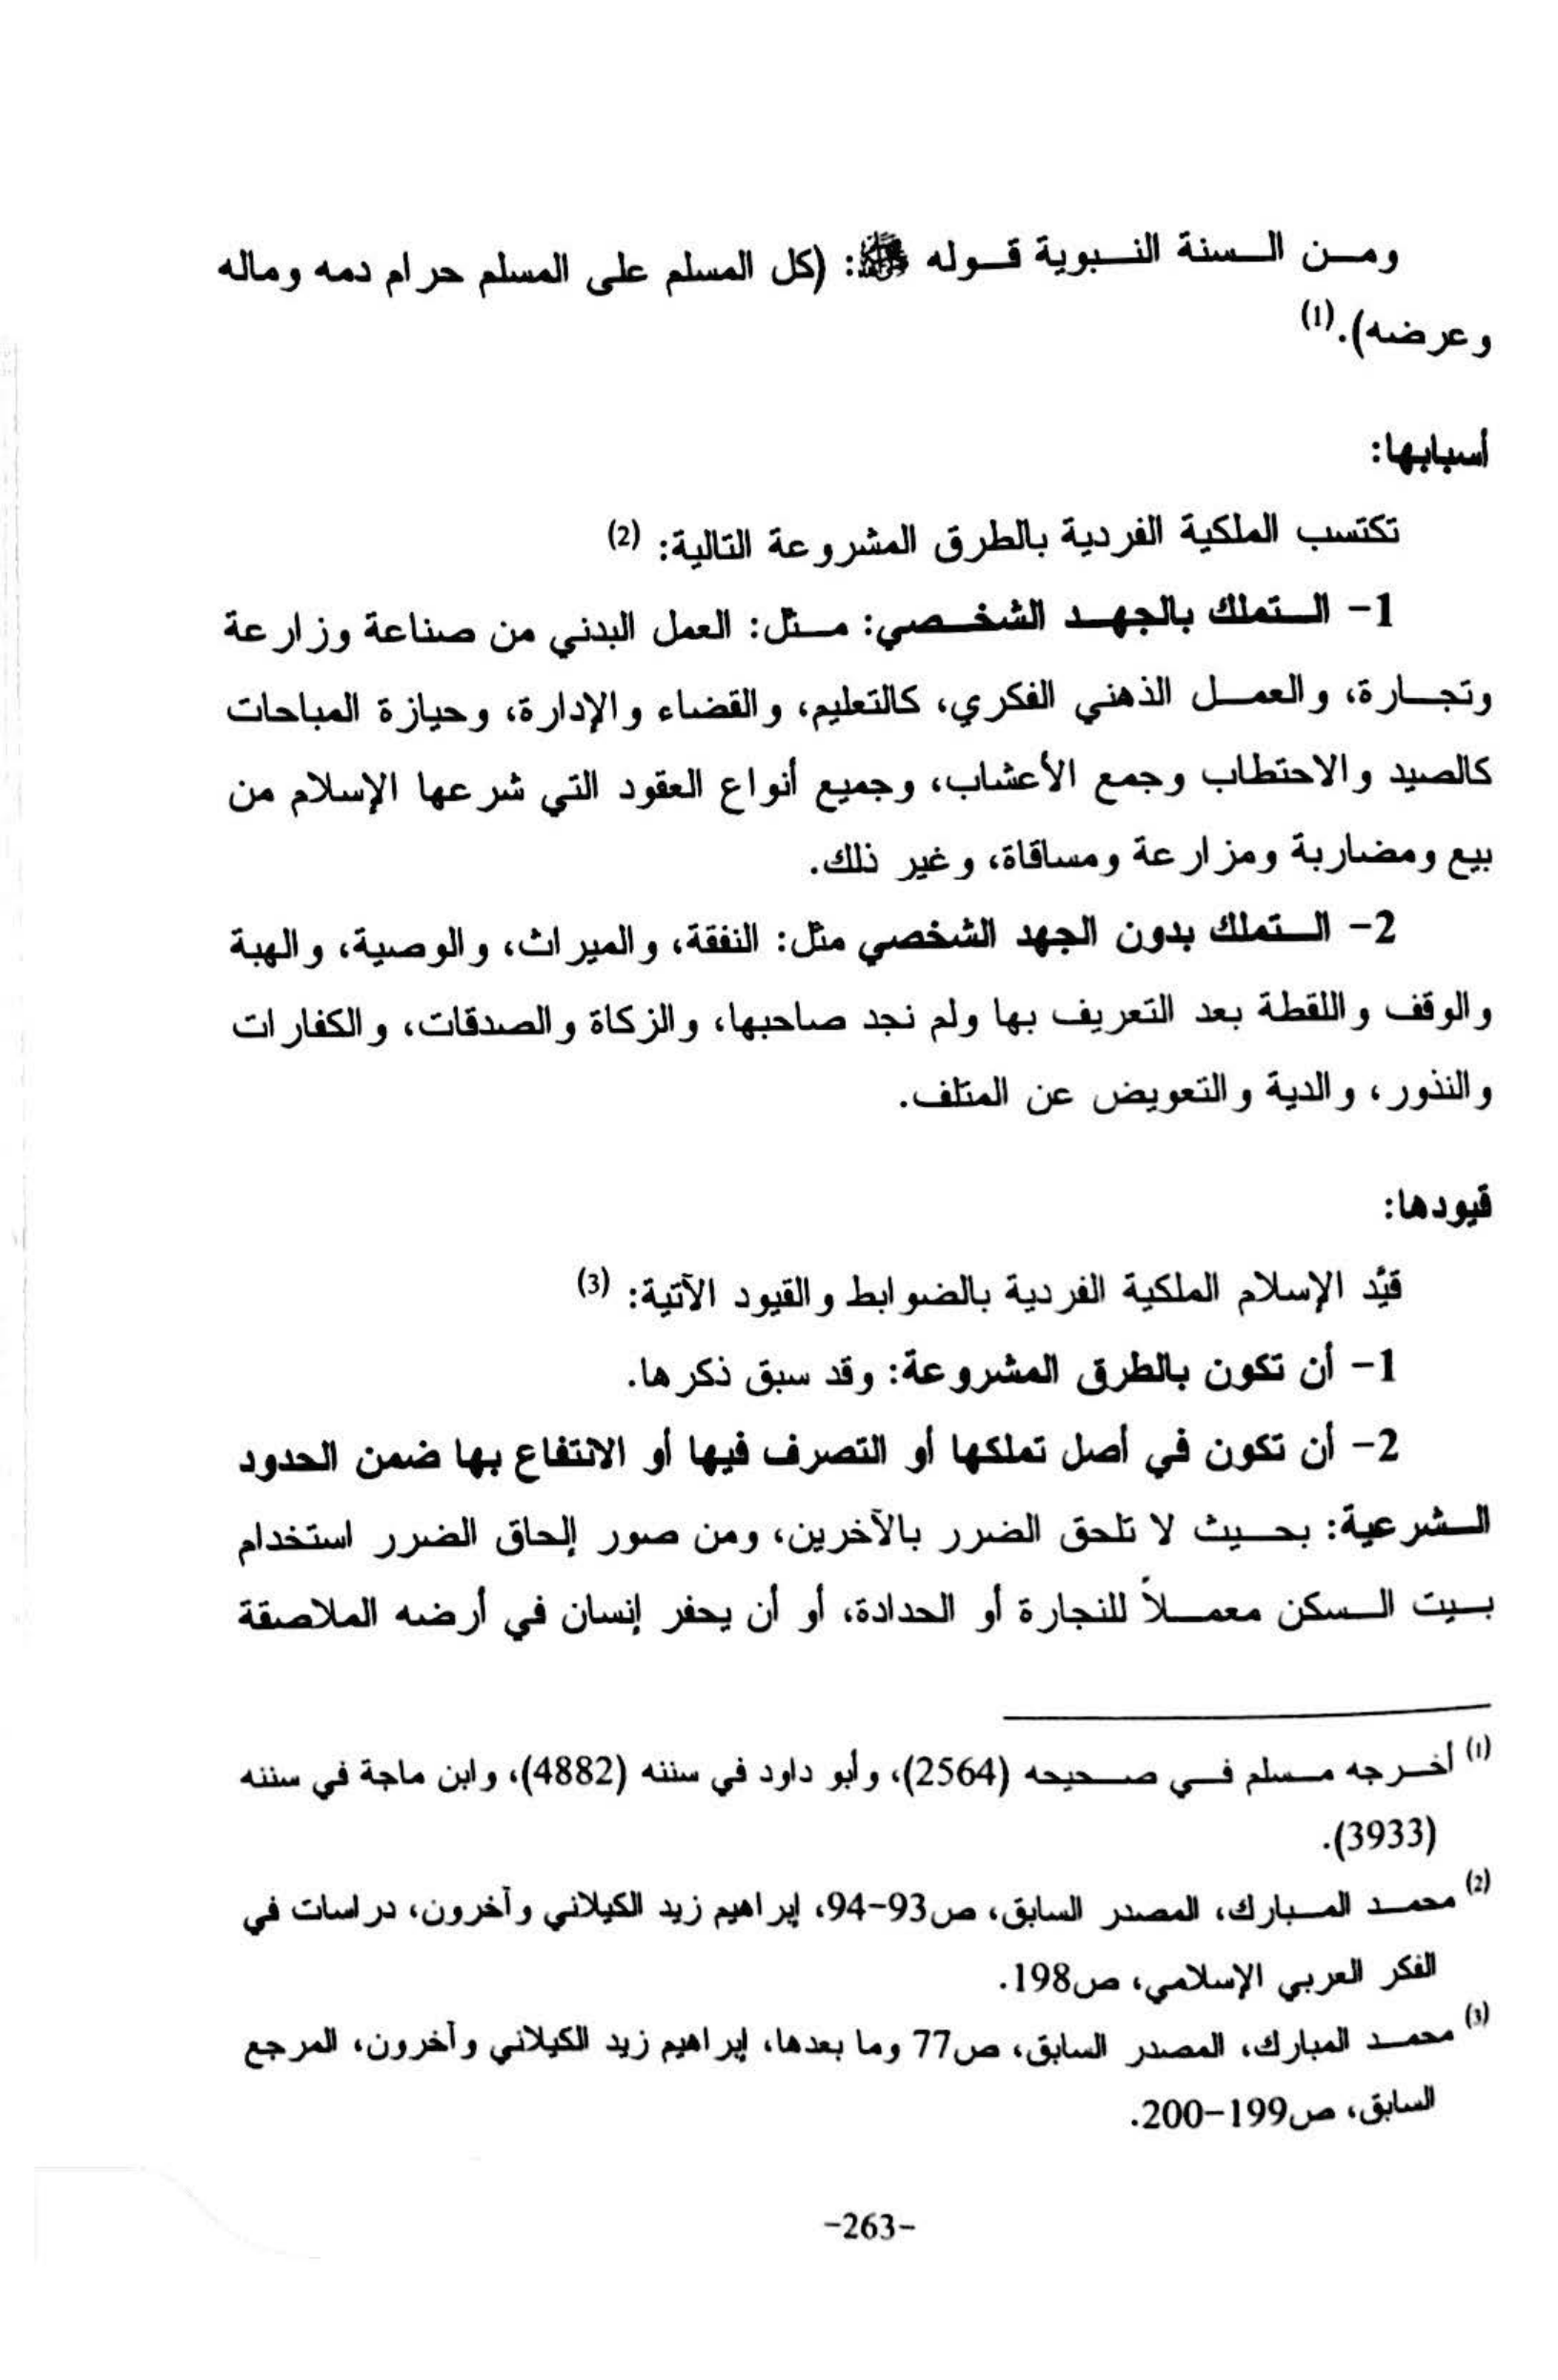 ومن السنة النبوية قوله ﷺ: (كل المسلم على المسلم حرام دمه وماله
وعرضه).(1)
أسبابها:
تكتسب الملكية الفردية بالطرق المشروعة التالية: (2)
1- التملك بالجهد الشخصي: مثل: العمل البدني من صناعة وزارعة
وتجارة، والعمل الذهني الفكري، كالتعليم، والقضاء والإدارة، وحيازة المباحات
كالصيد والاحتطاب وجمع الأعشاب، وجميع أنواع العقود التي شرعها الإسلام من
بيع ومضاربة ومزارعة ومساقاة، وغير ذلك.
2- التملك بدون الجهد الشخصي مثل: النفقة، والميراث، والوصية، والهبة
والوقف واللقطة بعد التعريف بها ولم نجد صاحبها، والزكاة والصدقات، والكفارات
والنذور، والدية والتعويض عن المتلف.
قيودها:
قيَّد الإسلام الملكية الفردية بالضوابط والقيود الآتية: (3)
1- أن تكون بالطرق المشروعة: وقد سبق ذكرها.
2- أن تكون في أصل تملكها أو التصرف فيها أو الانتفاع بها ضمن الحدود
الشرعية: بحيث لا تلحق الضرر بالآخرين، ومن صور إلحاق الضرر استخدام
بيت السكن معملاً للنجارة أو الحدادة، أو أن يحفر إنسان في أرضه الملاصقة
(1) أخرجه مسلم في صحيحه (2564)، وأبو داود في سننه (4882)، وابن ماجة في سننه
(3933).
(2) محمد المبارك، المصدر السابق، ص93-94، إبراهيم زيد الكيلاني وآخرون، دراسات في
الفكر العربي الإسلامي، ص198.
(3) محمد المبارك، المصدر السابق، ص77 وما بعدها، إبراهيم زيد الكيلاني وآخرون، المرجع
السابق، ص199-200.
-263-